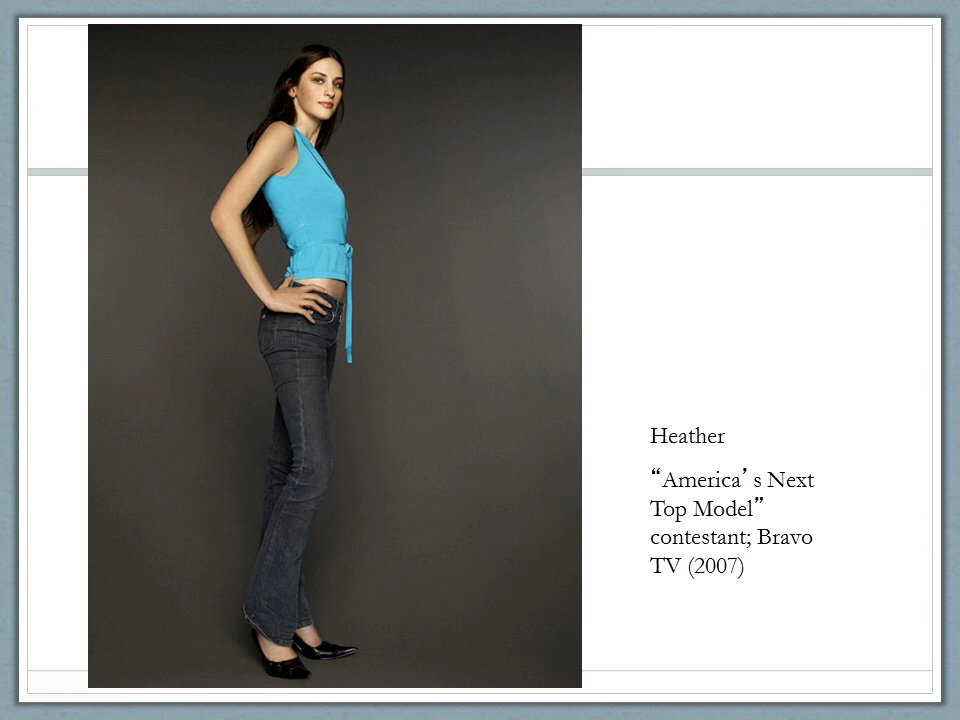 Heather
“America’s Next
Top Model”
contestant; Bravo
TV (2007)